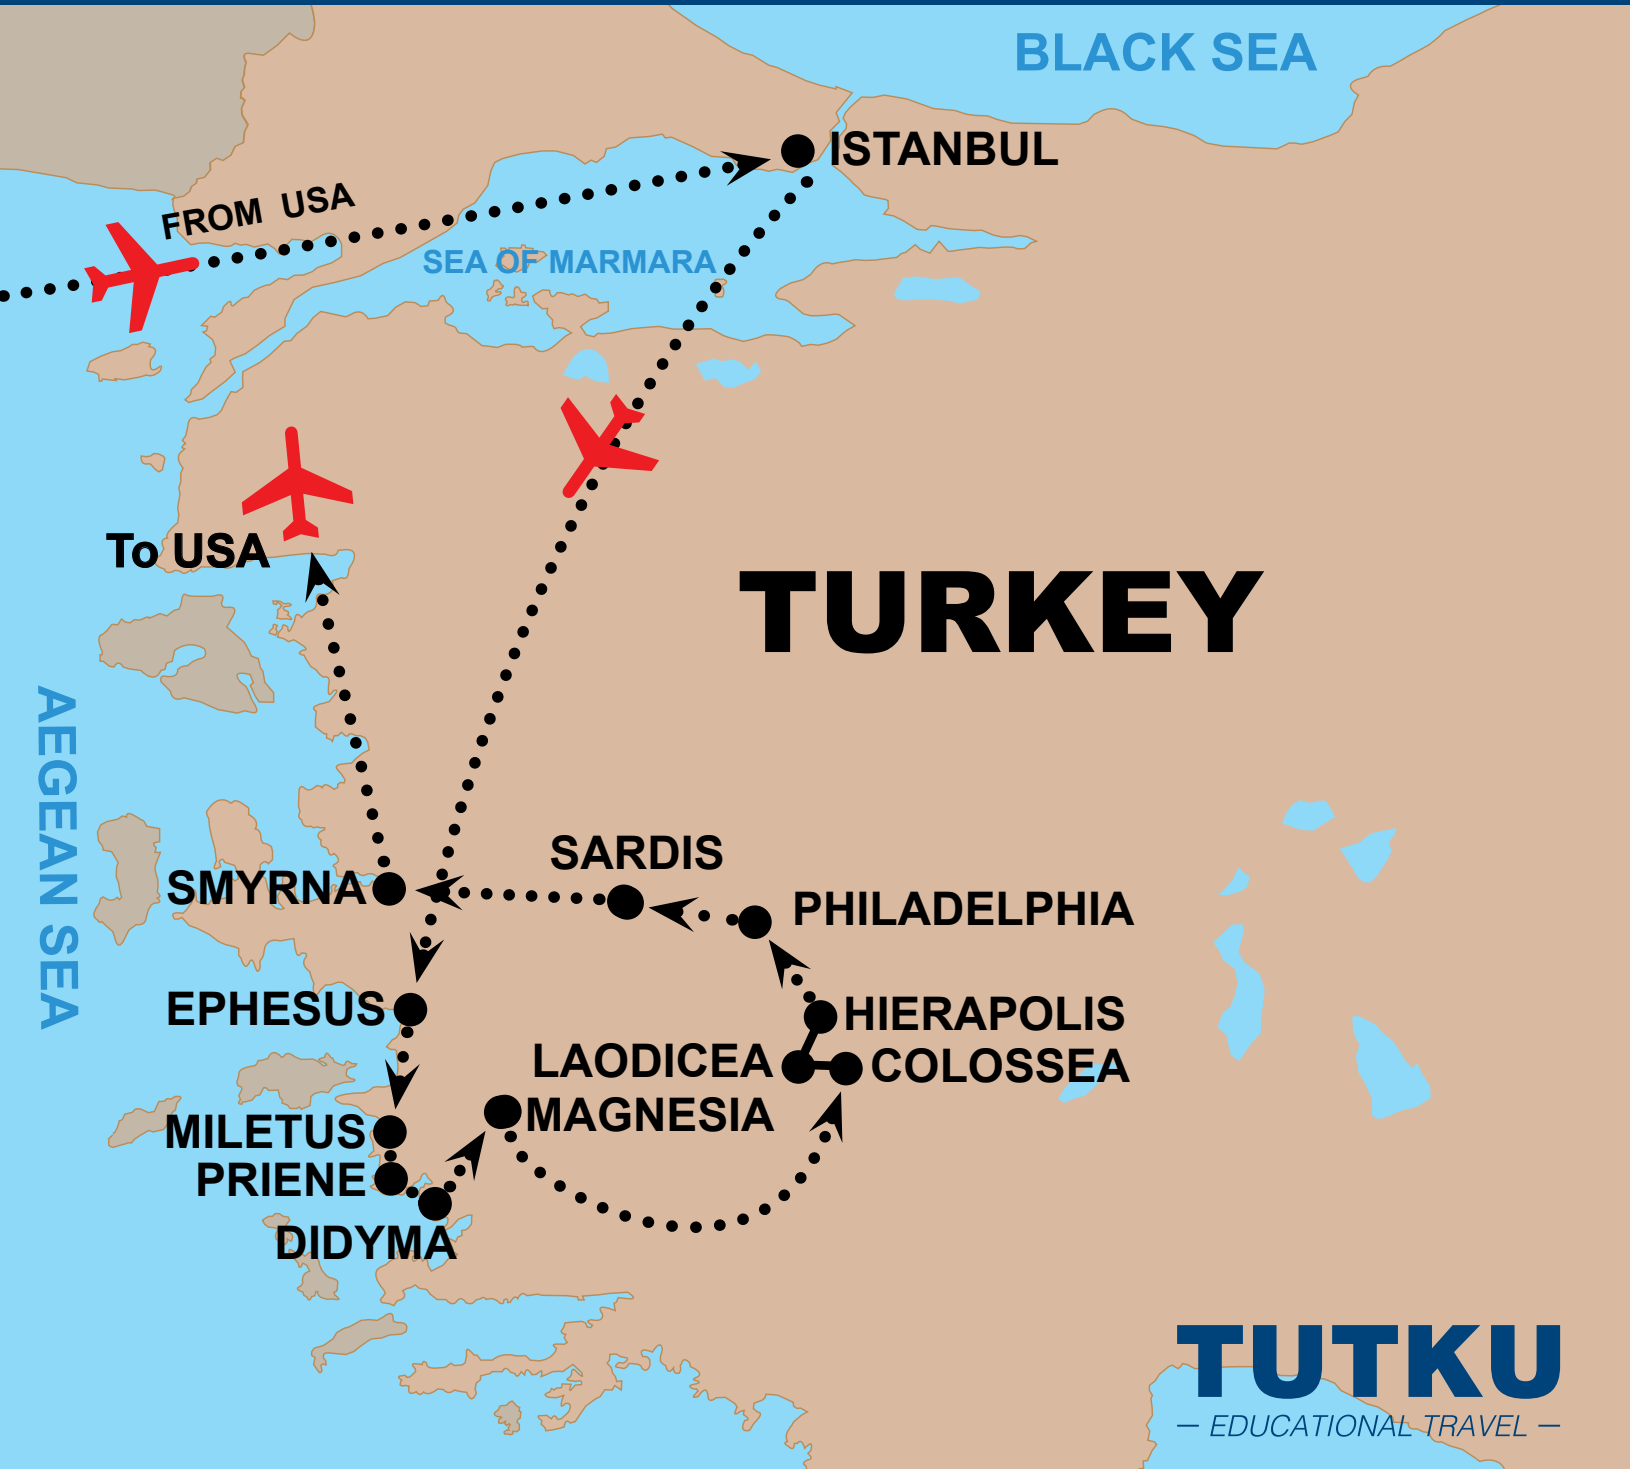 BLACK SEA
ISTANBUL
FROM USA
SEA OF MARMARA
To USA
TURKEY
AEGEAN SEA
SARDIS
SMYRNA
PHILADELPHIA
EPHESUS
HIERAPOLIS
LAODICEA
COLOSSEA
MAGNESIA
MILETUS
PRIENE
DIDYMA
TUTKU
– EDUCATIONAL TRAVEL –